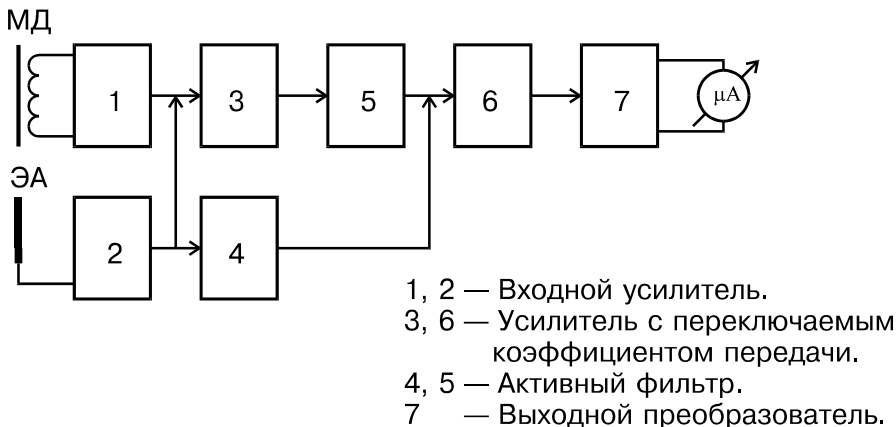 МД
1
3
5
6
7
μA
ЭА
2
4
1, 2 — Входной усилитель.
3, 6 — Усилитель с переключаемым
коэффициентом передачи.
4, 5 — Активный фильтр.
7 — Выходной преобразователь.